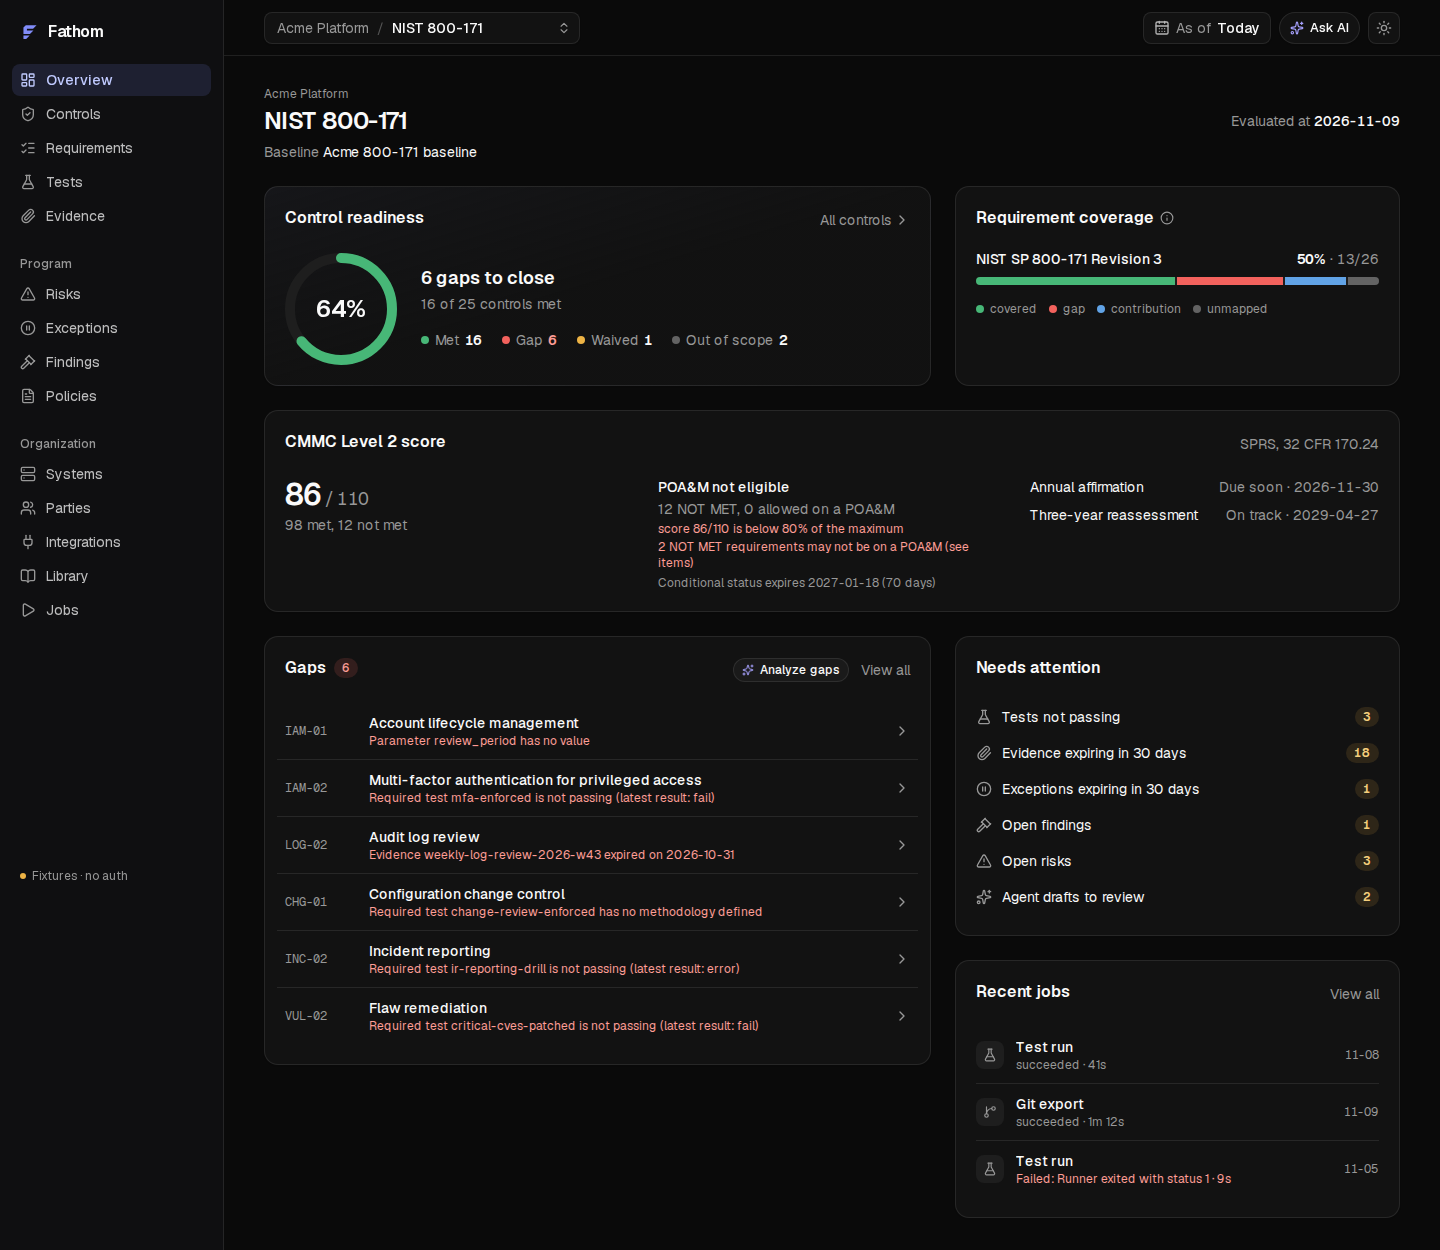 Fathom
Acme Platform / NIST 800-171
As of Today
Ask AI
Overview
Controls
Requirements
Tests
Evidence
Program
Risks
Exceptions
Findings
Policies
Organization
Systems
Parties
Integrations
Library
Jobs
Fixtures · no auth
Acme Platform
NIST 800-171
Evaluated at 2026-11-09
Baseline Acme 800-171 baseline
Control readiness
All controls
64%
6 gaps to close
16 of 25 controls met
Met 16 Gap 6 Waived 1 Out of scope 2
Requirement coverage
NIST SP 800-171 Revision 3 50% · 13/26
covered gap contribution unmapped
CMMC Level 2 score
SPRS, 32 CFR 170.24
86 / 110
98 met, 12 not met
POA&M not eligible
12 NOT MET, 0 allowed on a POA&M
score 86/110 is below 80% of the maximum
2 NOT MET requirements may not be on a POA&M (see
items)
Conditional status expires 2027-01-18 (70 days)
Annual affirmation Due soon · 2026-11-30
Three-year reassessment On track · 2029-04-27
Gaps 6
Analyze gaps
View all
IAM-01 Account lifecycle management
Parameter review_period has no value
IAM-02 Multi-factor authentication for privileged access
Required test mfa-enforced is not passing (latest result: fail)
LOG-02 Audit log review
Evidence weekly-log-review-2026-w43 expired on 2026-10-31
CHG-01 Configuration change control
Required test change-review-enforced has no methodology defined
INC-02 Incident reporting
Required test ir-reporting-drill is not passing (latest result: error)
VUL-02 Flaw remediation
Required test critical-cves-patched is not passing (latest result: fail)
Needs attention
Tests not passing 3
Evidence expiring in 30 days 18
Exceptions expiring in 30 days 1
Open findings 1
Open risks 3
Agent drafts to review 2
Recent jobs
View all
Test run 11-08
succeeded · 41s
Git export 11-09
succeeded · 1m 12s
Test run 11-05
Failed: Runner exited with status 1 · 9s